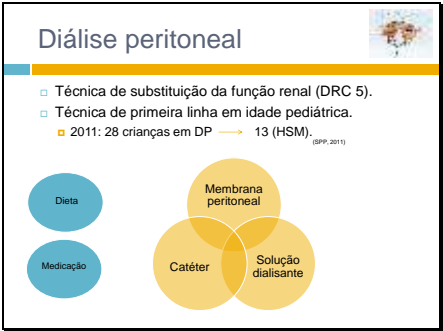 Diálise peritoneal
Técnica de substituição da função renal (DRC 5).
Técnica de primeira linha em idade pediátrica.
2011: 28 crianças em DP → 13 (HSM).
(SPP, 2011)
Dieta
Medicação
Membrana
peritoneal
Catéter
Solução
dialisante